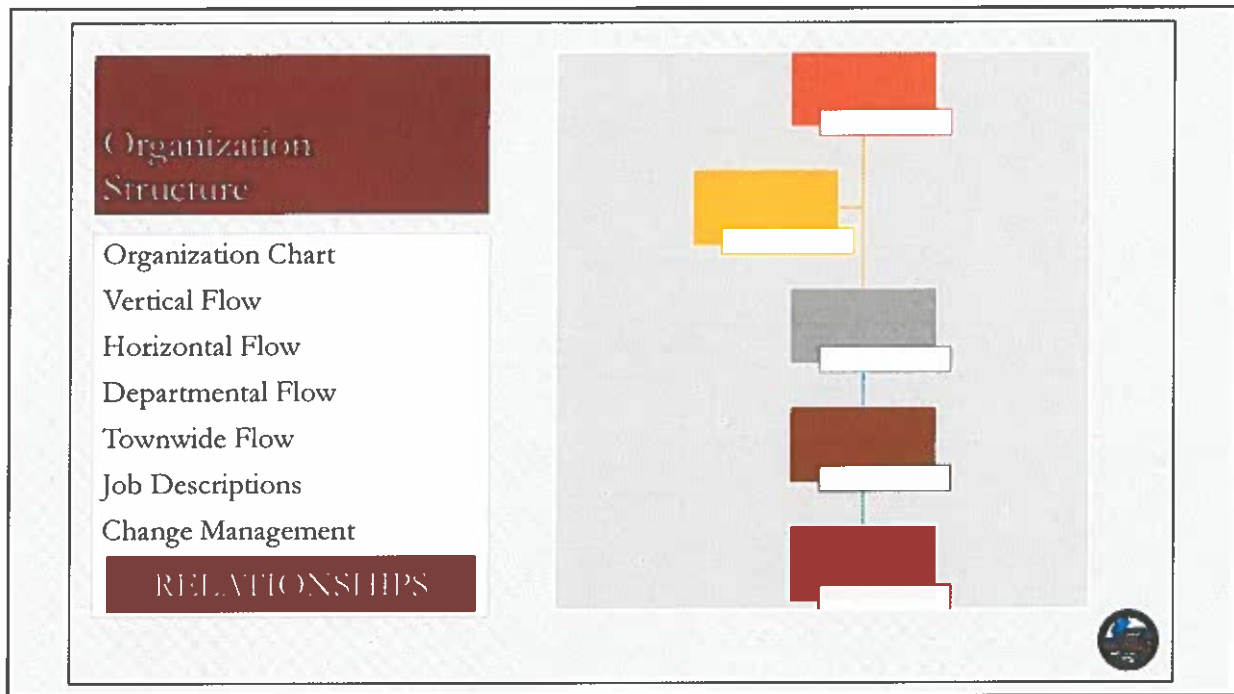 Organization
Structure
Organization Chart
Vertical Flow
Horizontal Flow
Departmental Flow
Townwide Flow
Job Descriptions
Change Management
RELATIONSHIPS